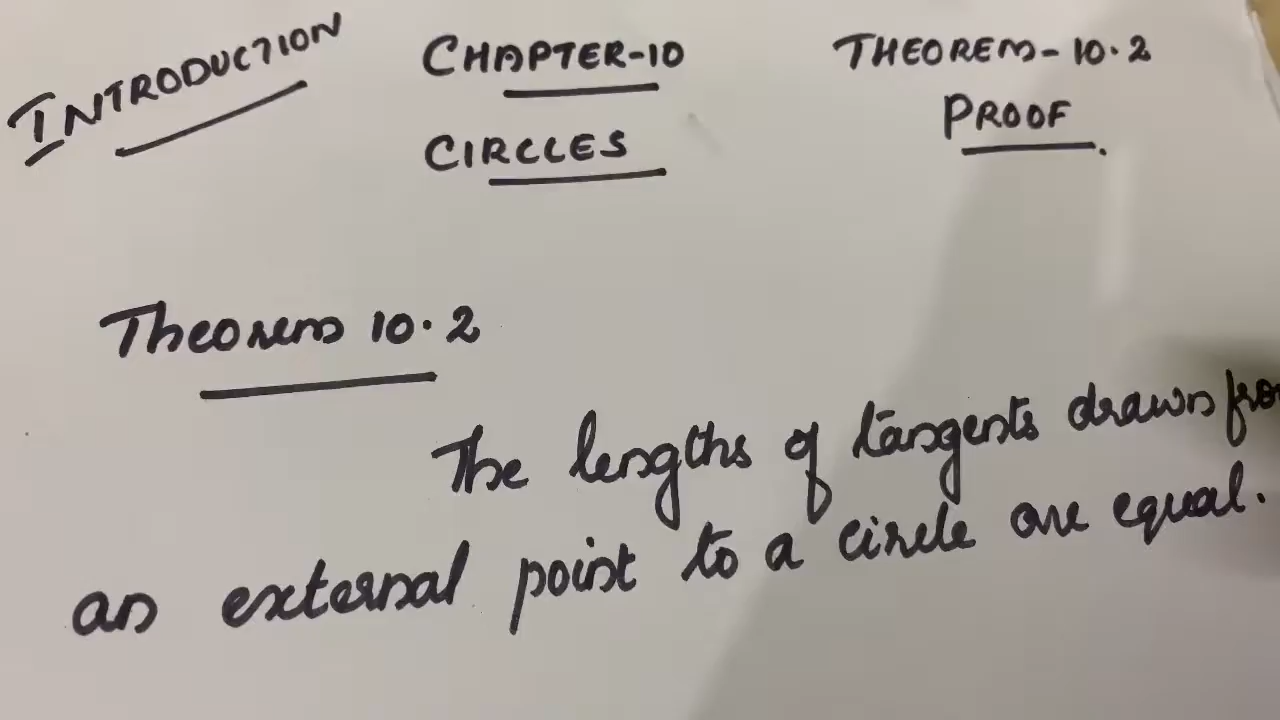 INTRODUCTION
CHAPTER-10
CIRCLES
THEOREM-10.2
PROOF.
Theorem 10.2
The lengths of tangents drawn from
an external point to a circle are equal.